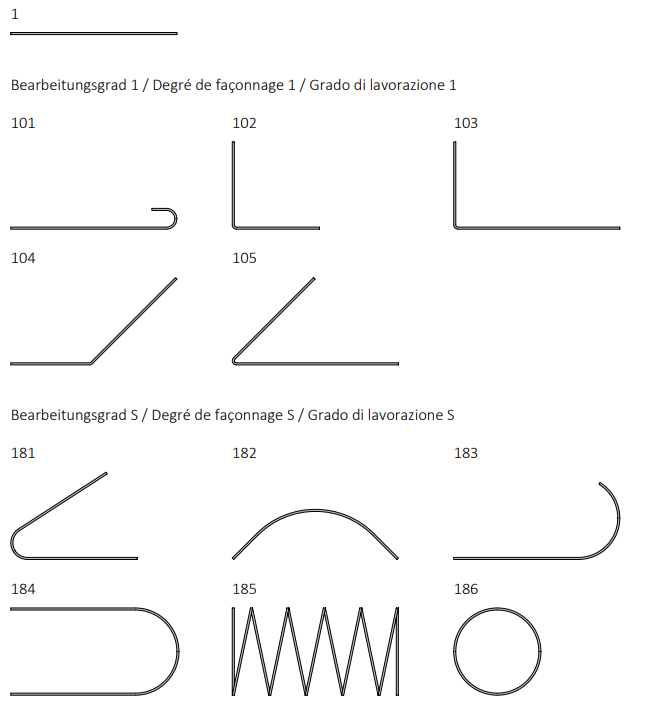 1
Bearbeitungsgrad 1 / Degré de façonnage 1 / Grado di lavorazione 1
101 102 103
104 105
Bearbeitungsgrad S / Degré de façonnage S / Grado di lavorazione S
181 182 183
184 185 186